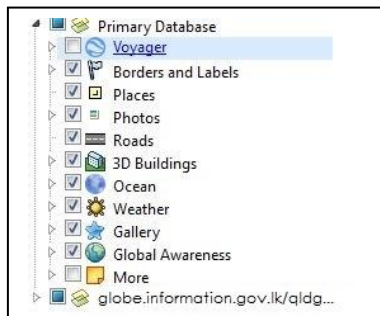 Primary Database
Voyager
Borders and Labels
Places
Photos
Roads
3D Buildings
Ocean
Weather
Gallery
Global Awareness
More
globe.information.gov.lk/qldg...